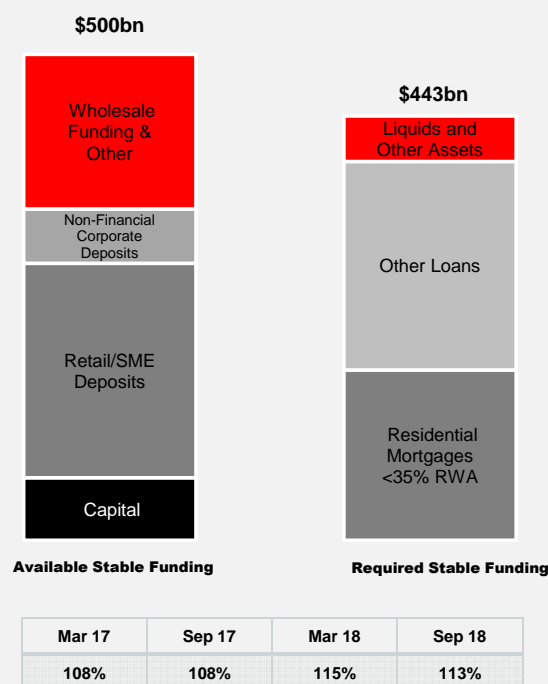 $500bn
Wholesale
Funding &
Other
Non-Financial
Corporate
Deposits
Retail/SME
Deposits
Capital
Available Stable Funding
$443bn
Liquids and
Other Assets
Other Loans
Residential
Mortgages
<35% RWA
Required Stable Funding
Mar 17 Sep 17 Mar 18 Sep 18
108% 108% 115% 113%